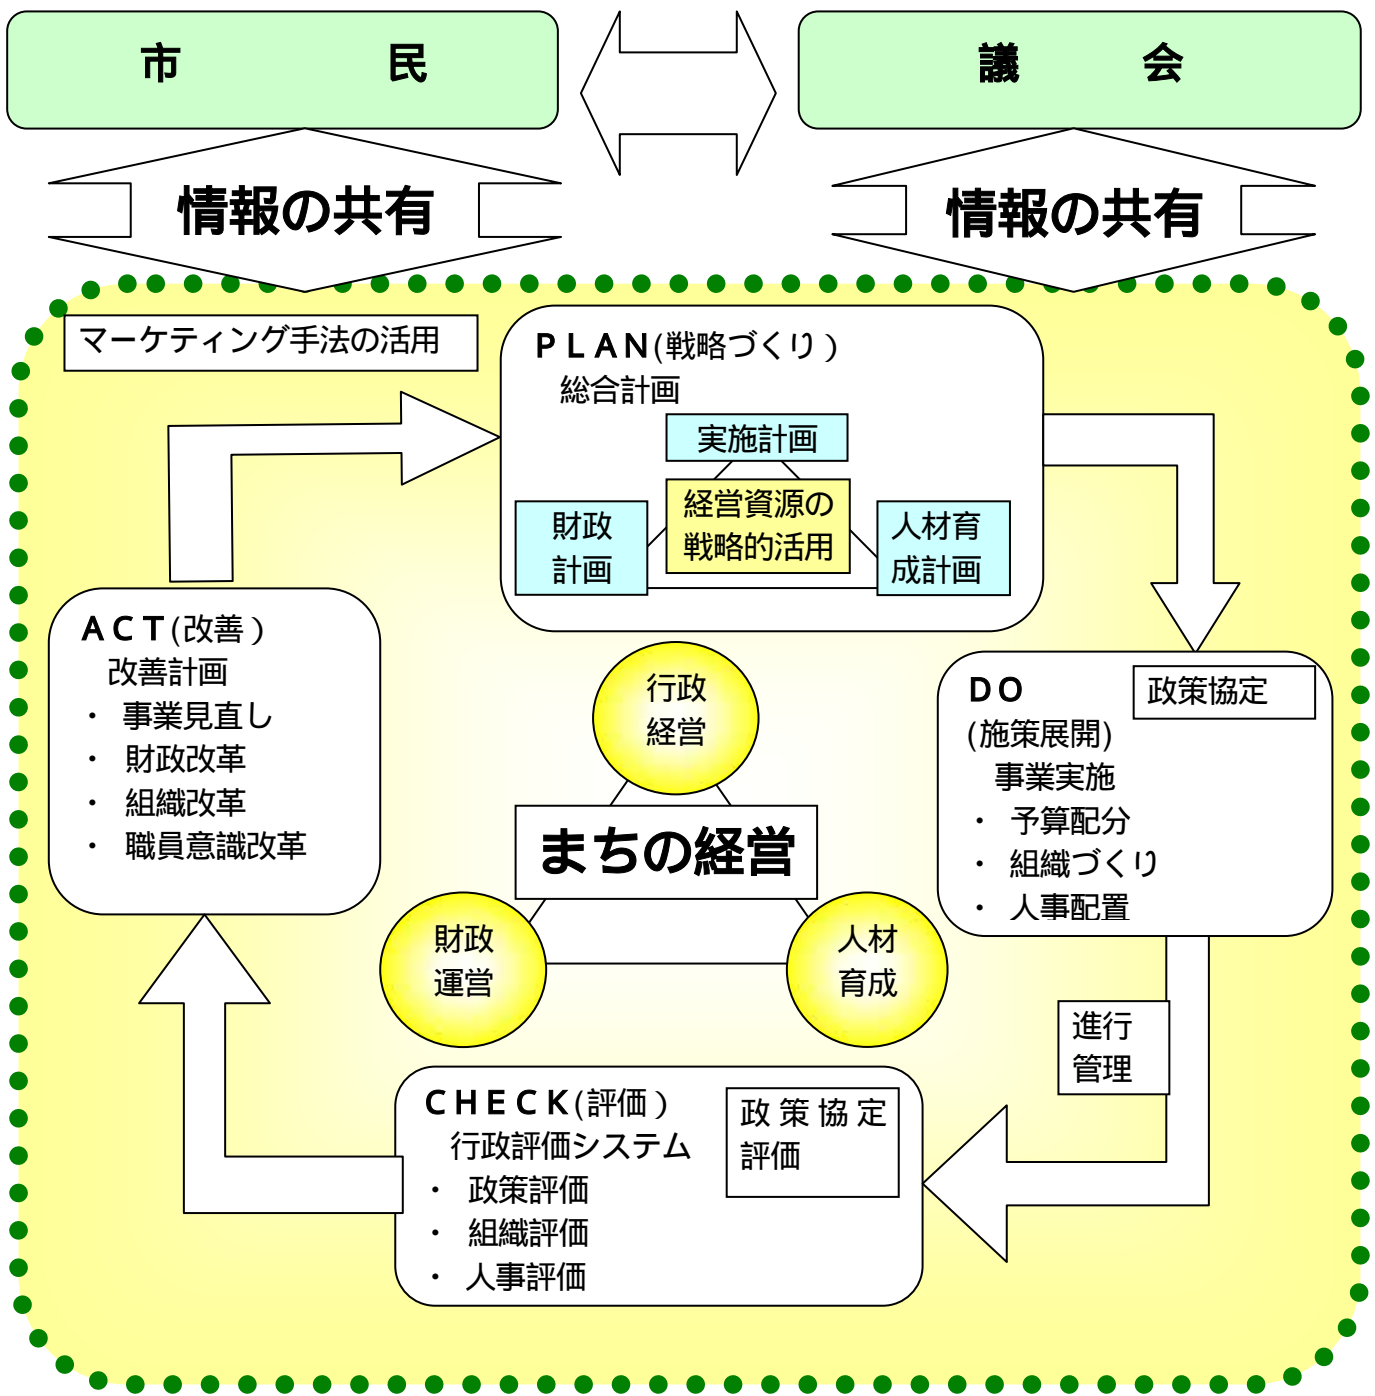 市　民
議　会
情報の共有
情報の共有
マーケティング手法の活用
ＰＬＡＮ(戦略づくり）
総合計画
実施計画
経営資源の
戦略的活用
財政
計画
人材育
成計画
ＡＣＴ(改善）
改善計画
・ 事業見直し
・ 財政改革
・ 組織改革
・ 職員意識改革
行政
経営
まちの経営
財政
運営
人材
育成
ＤＯ
政策協定
(施策展開)
事業実施
・ 予算配分
・ 組織づくり
・ 人事配置
進行
管理
ＣＨＥＣＫ(評価）
行政評価システム
・ 政策評価
・ 組織評価
・ 人事評価
政策協定
評価